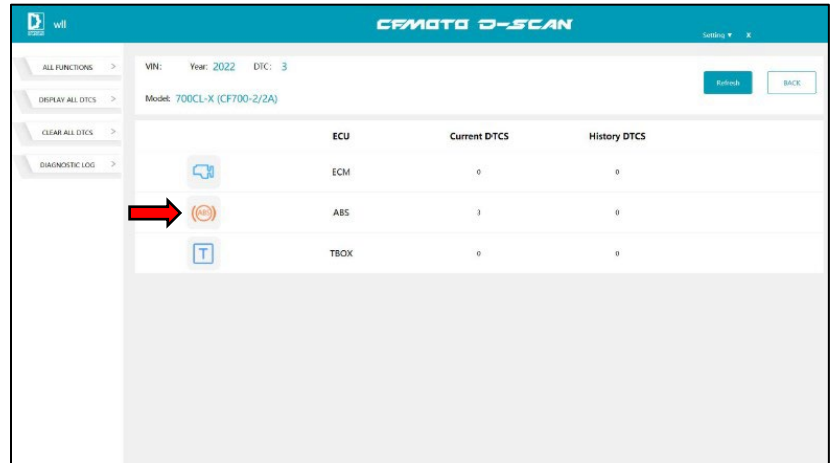 wll
CFMOTO D-SCAN
Setting ▼ X
ALL FUNCTIONS >
DISPLAY ALL DTCS >
CLEAR ALL DTCS >
DIAGNOSTIC LOG >
VIN: Year: 2022 DTC: 3
Refresh BACK
Model: 700CL-X (CF700-2/2A)
ECU Current DTCS History DTCS
ECM 0 0
(ABS) ABS 3 0
T TBOX 0 0